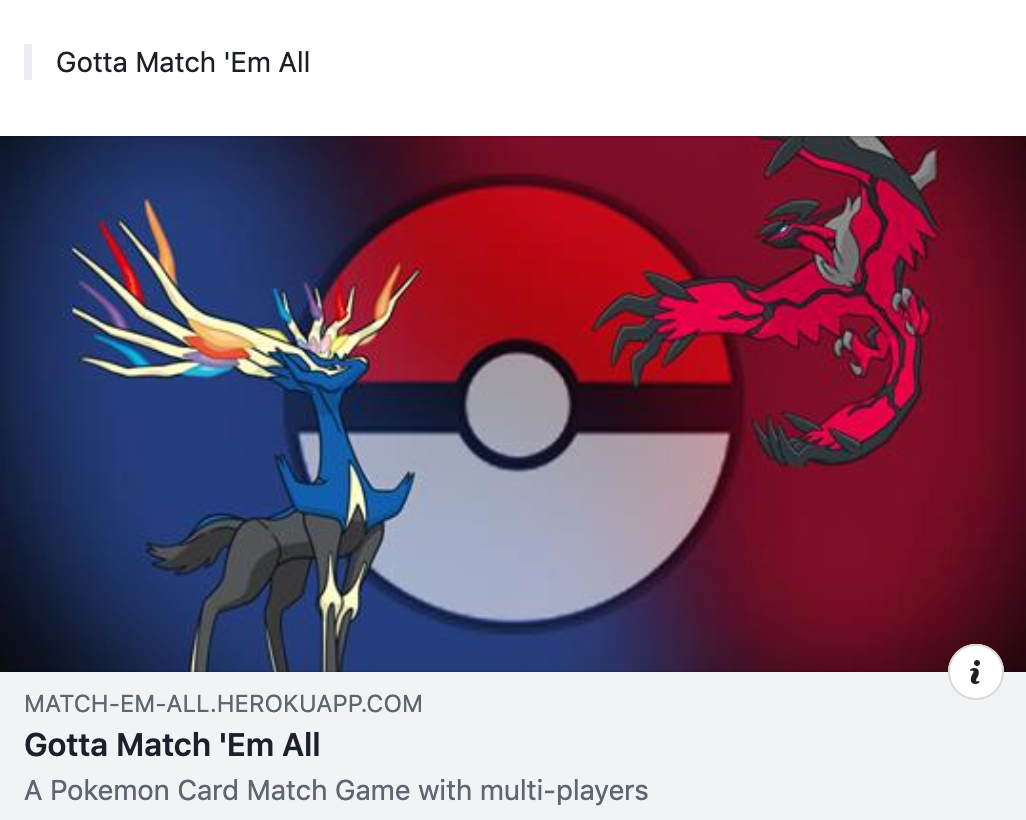 Gotta Match 'Em All
i
MATCH-EM-ALL.HEROKUAPP.COM
Gotta Match 'Em All
A Pokemon Card Match Game with multi-players